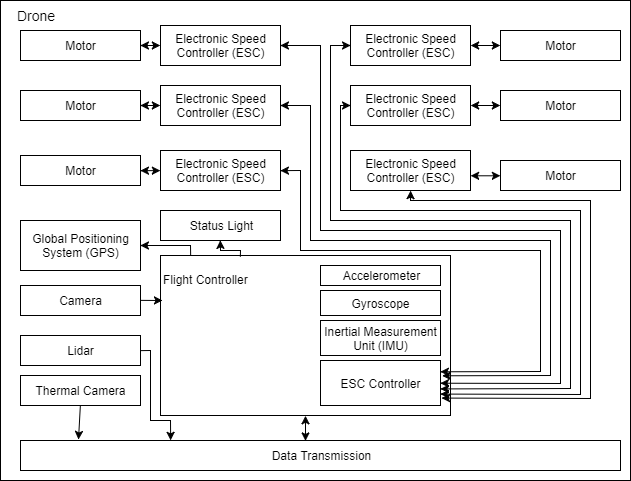 Drone
Motor
Electronic Speed
Controller (ESC)
Electronic Speed
Controller (ESC)
Motor
Motor
Electronic Speed
Controller (ESC)
Electronic Speed
Controller (ESC)
Motor
Motor
Electronic Speed
Controller (ESC)
Electronic Speed
Controller (ESC)
Motor
Global Positioning
System (GPS)
Status Light
Flight Controller
Accelerometer
Camera
Gyroscope
Inertial Measurement
Unit (IMU)
Lidar
ESC Controller
Thermal Camera
Data Transmission